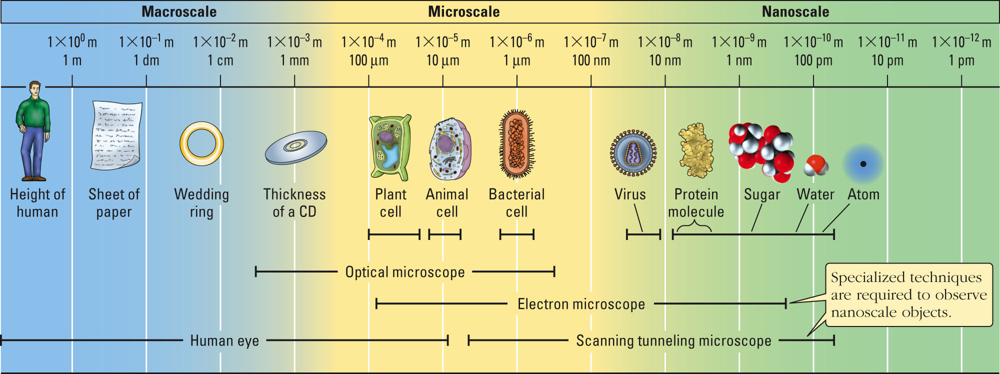 Macroscale Microscale Nanoscale
1×10⁰ m 1×10⁻¹ m 1×10⁻² m 1×10⁻³ m 1×10⁻⁴ m 1×10⁻⁵ m 1×10⁻⁶ m 1×10⁻⁷ m 1×10⁻⁸ m 1×10⁻⁹ m 1×10⁻¹⁰ m 1×10⁻¹¹ m 1×10⁻¹² m
1 m 1 dm 1 cm 1 mm 100 μm 10 μm 1 μm 100 nm 10 nm 1 nm 100 pm 10 pm 1 pm
Height of
human
Sheet of
paper
Wedding
ring
Thickness
of a CD
Plant
cell
Animal
cell
Bacterial
cell
Virus
Protein
molecule
Sugar
Water
Atom
Optical microscope
Electron microscope
Human eye
Scanning tunneling microscope
Specialized techniques
are required to observe
nanoscale objects.